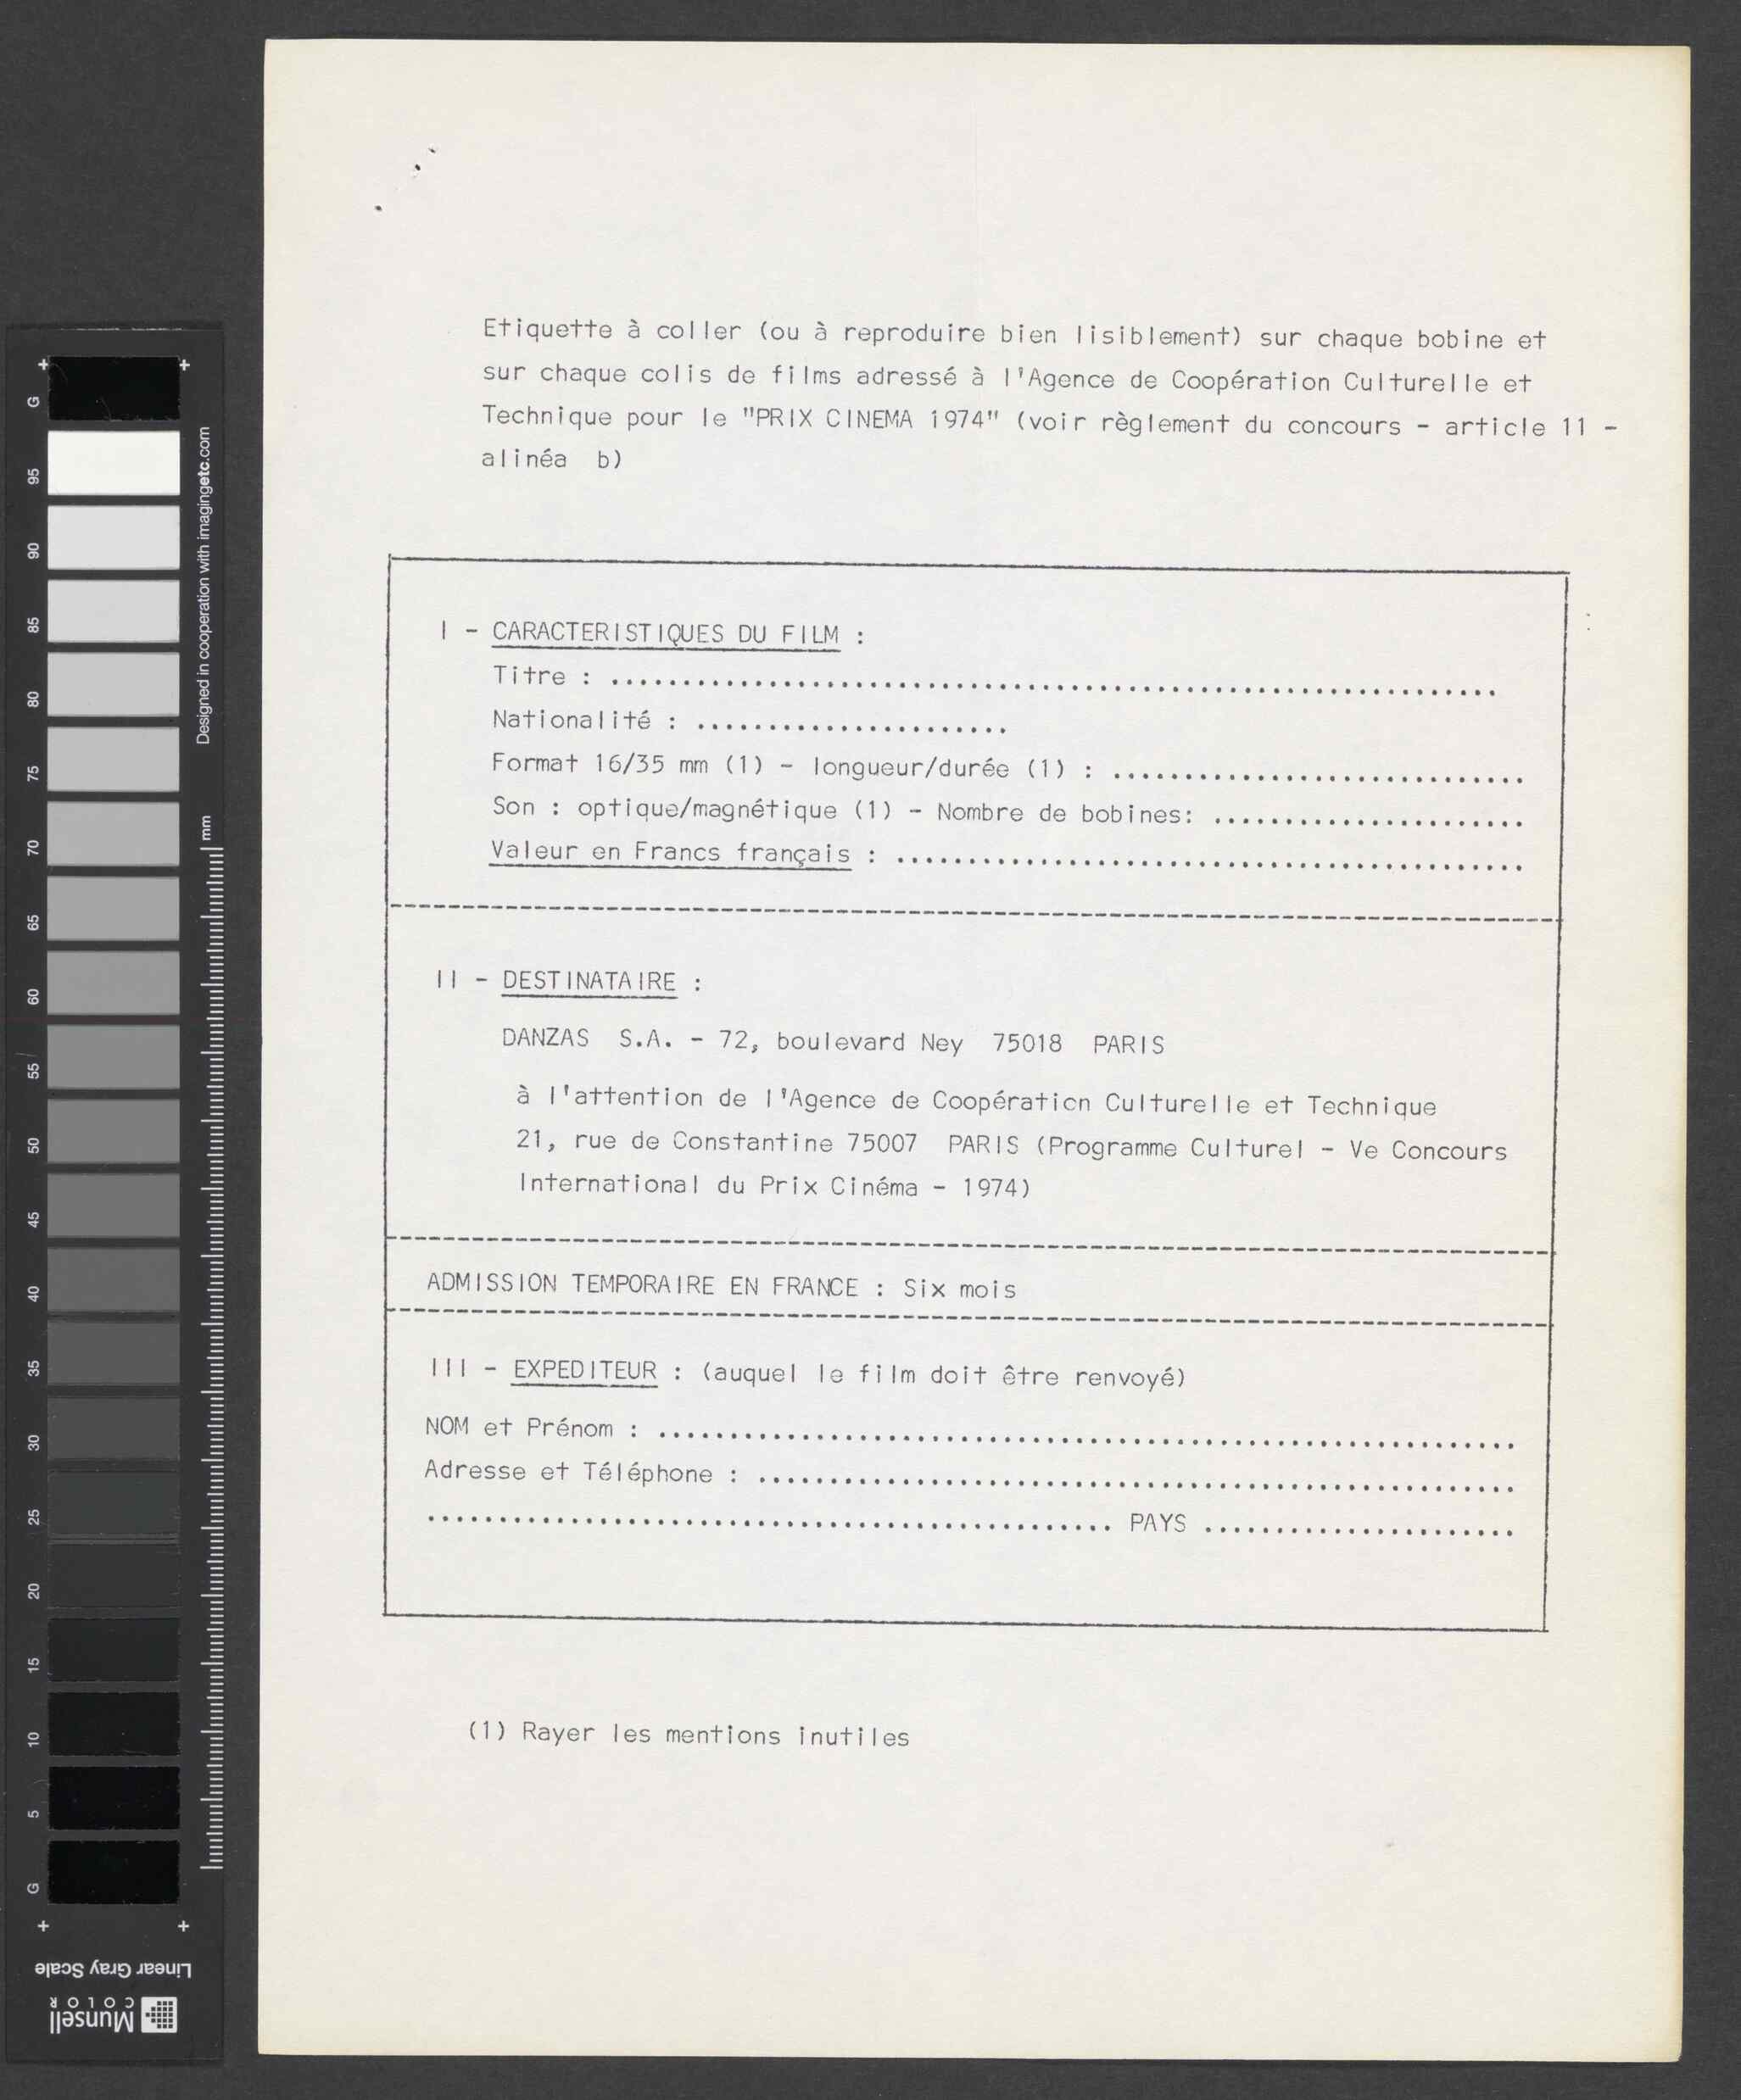 Etiquette à coller (ou à reproduire bien lisiblement) sur chaque bobine et
sur chaque colis de films adressé à l'Agence de Coopération Culturelle et
Technique pour le "PRIX CINEMA 1974" (voir règlement du concours - article 11 -
alinéa b)
I - CARACTERISTIQUES DU FILM :
Titre : ..............................................................
Nationalité : ......................
Format 16/35 mm (1) - longueur/durée (1) : .............................
Son : optique/magnétique (1) - Nombre de bobines: ......................
Valeur en Francs français : ............................................
II - DESTINATAIRE :
DANZAS S.A. - 72, boulevard Ney 75018 PARIS
à l'attention de l'Agence de Coopération Culturelle et Technique
21, rue de Constantine 75007 PARIS (Programme Culturel - Ve Concours
International du Prix Cinéma - 1974)
ADMISSION TEMPORAIRE EN FRANCE : Six mois
III - EXPEDITEUR : (auquel le film doit être renvoyé)
NOM et Prénom : ............................................................
Adresse et Téléphone : .....................................................
................................................ PAYS ......................
(1) Rayer les mentions inutiles
G
95
90
85
80
75
70
65
60
55
50
45
40
35
30
25
20
15
10
5
G
Designed in cooperation with imagingetc.com
mm
Linear Gray Scale
Munsell
COLOR